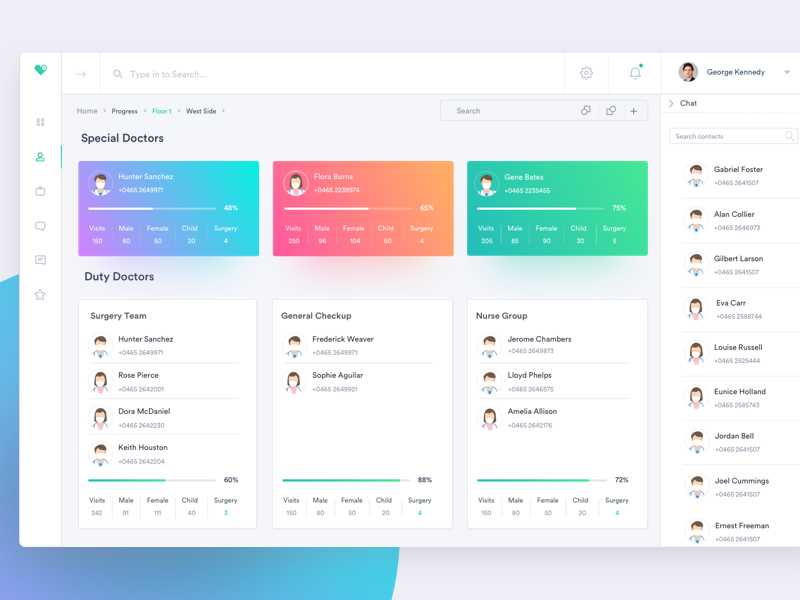 Type in to Search...
George Kennedy
Home
Progress
Floor 1
West Side
Search
Chat
Search contacts
Special Doctors
Hunter Sanchez
+0465 2649971
48%
Visits Male Female Child Surgery
150 80 50 20 4
Flora Burns
+0465 2238974
65%
Visits Male Female Child Surgery
250 96 104 50 4
Gene Bates
+0465 2235455
75%
Visits Male Female Child Surgery
205 85 90 30 5
Duty Doctors
Surgery Team
Hunter Sanchez
+0465 2649971
Rose Pierce
+0465 2642001
Dora McDaniel
+0465 2642230
Keith Houston
+0465 2642204
60%
Visits Male Female Child Surgery
242 91 111 40 3
General Checkup
Frederick Weaver
+0465 2649971
Sophie Aguilar
+0465 2649921
88%
Visits Male Female Child Surgery
150 80 50 20 4
Nurse Group
Jerome Chambers
+0465 2649873
Lloyd Phelps
+0465 2646575
Amelia Allison
+0465 2642176
72%
Visits Male Female Child Surgery
150 80 50 20 4
Gabriel Foster
+0465 2641507
Alan Collier
+0465 2646973
Gilbert Larson
+0465 2641507
Eva Carr
+0465 2588744
Louise Russell
+0465 2525444
Eunice Holland
+0465 2585743
Jordan Bell
+0465 2641507
Joel Cummings
+0465 2641507
Ernest Freeman
+0465 2641507